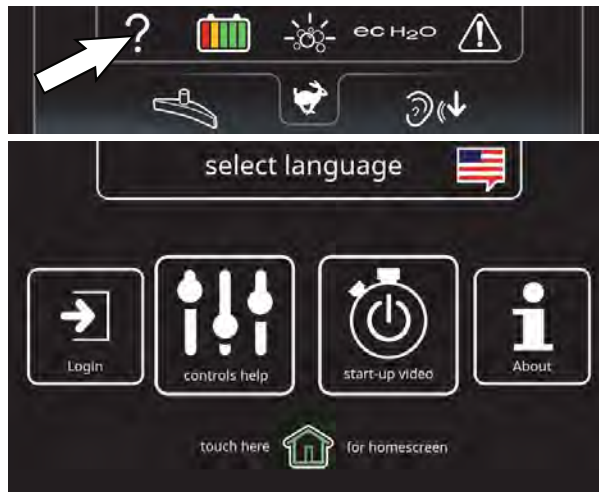 ? ec H2O
select language
Login
controls help
start-up video
About
touch here for homescreen